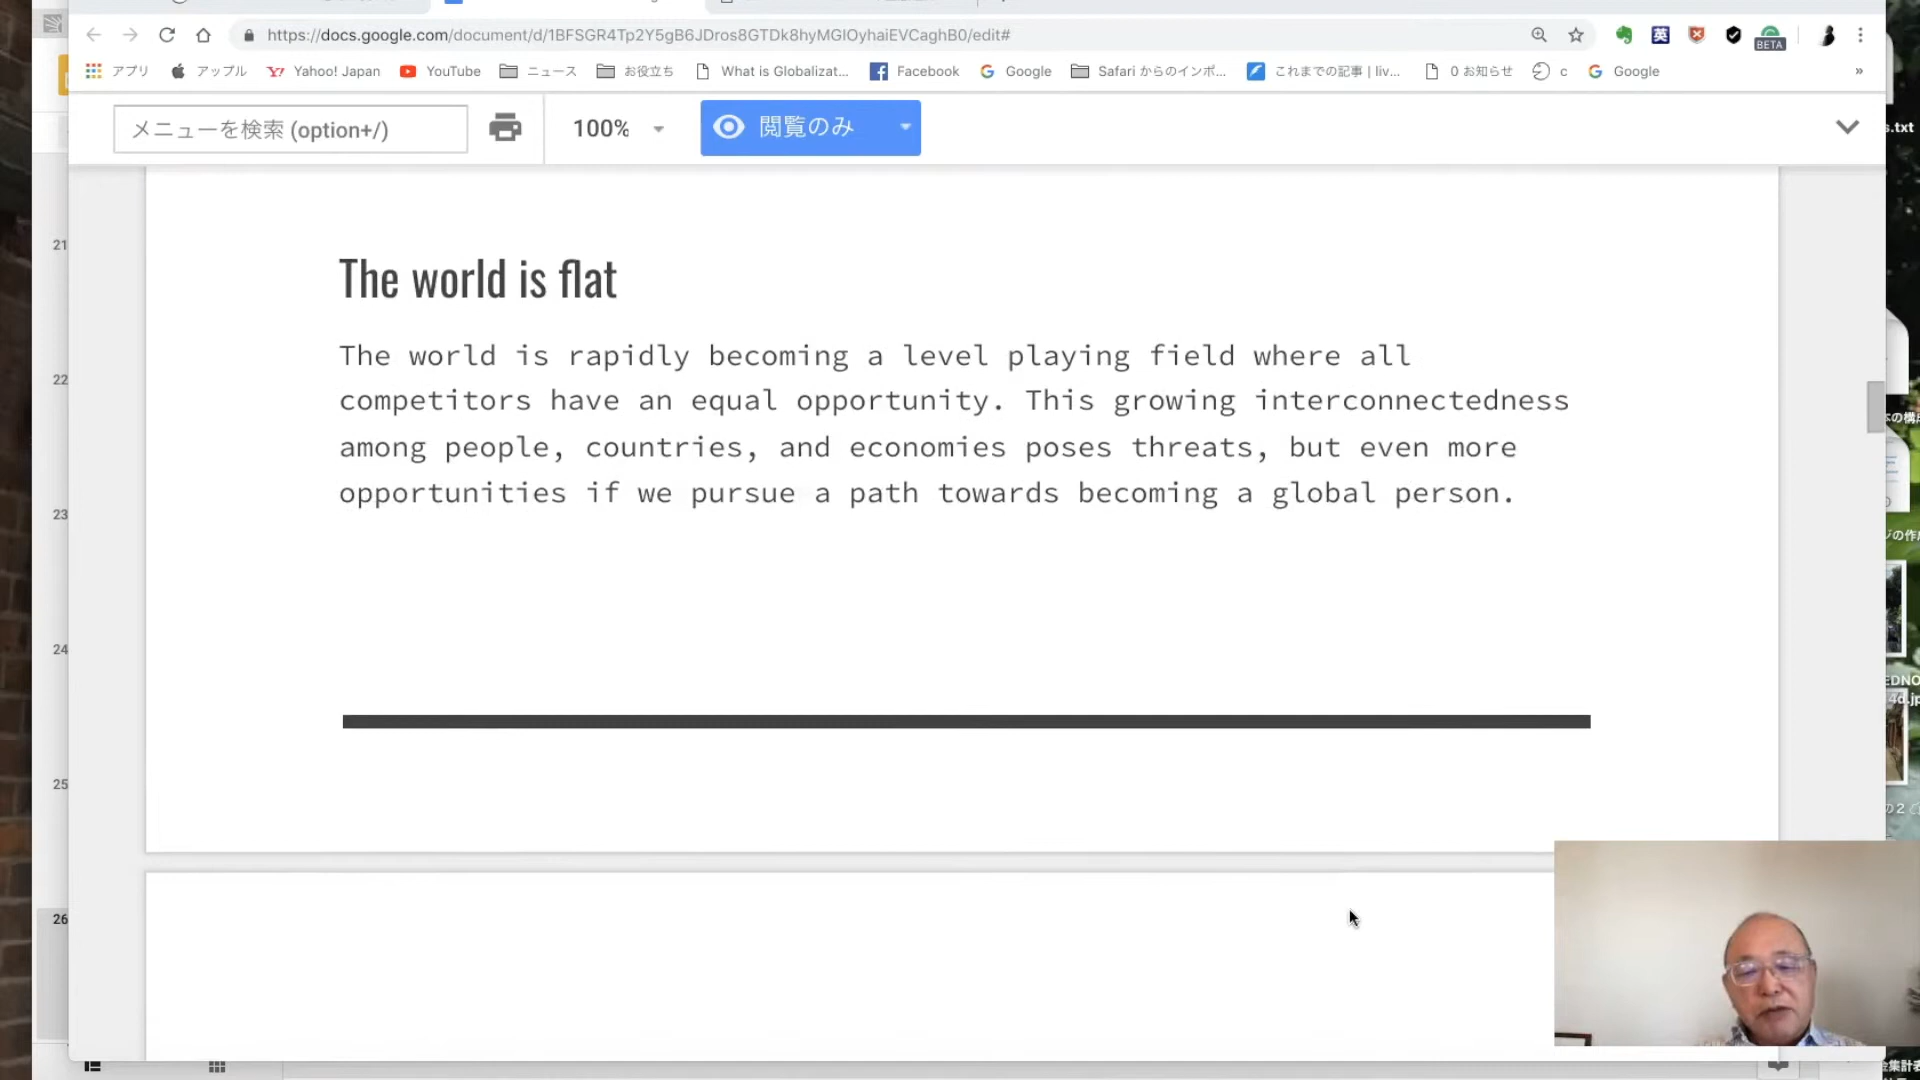 https://docs.google.com/document/d/1BFSGR4Tp2Y5gB6JDros8GTDk8hyMGIOyhaiEVCaghB0/edit#
BETA
アプリ アップル Yahoo! Japan YouTube ニュース お役立ち What is Globalizat... Facebook Google Safari からのインポ... これまでの記事 | liv... 0 お知らせ c Google »
メニューを検索 (option+/) 100% 閲覧のみ
s.txt
21
The world is flat
The world is rapidly becoming a level playing field where all
22
competitors have an equal opportunity. This growing interconnectedness
among people, countries, and economies poses threats, but even more
opportunities if we pursue a path towards becoming a global person.
23
24
25
26